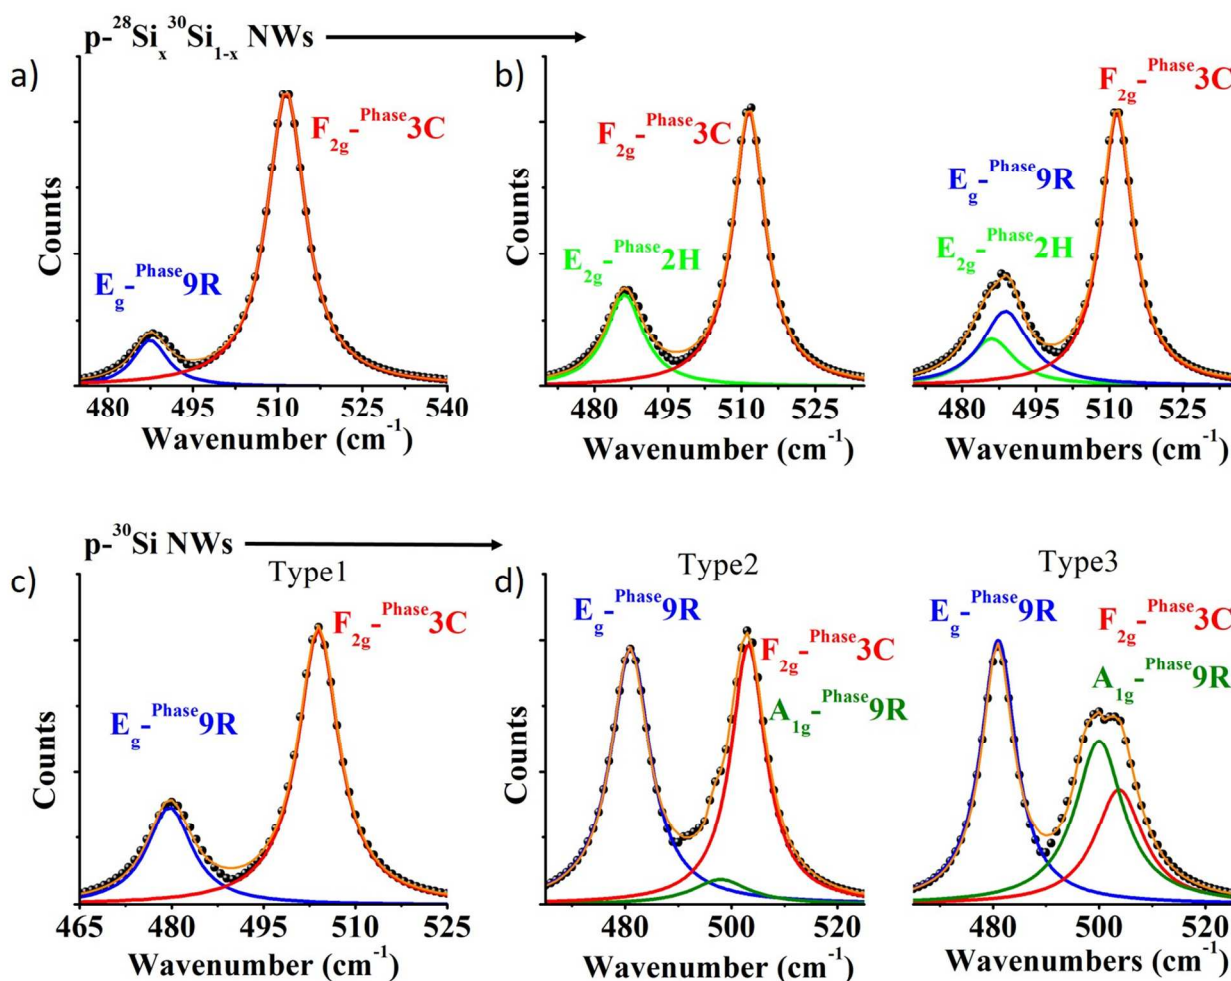 p-²⁸Siₓ³⁰Si₁₋ₓ NWs
a)
F₂g-ᴾʰᵃˢᵉ3C
Eg-ᴾʰᵃˢᵉ9R
Counts
480 495 510 525 540
Wavenumber (cm⁻¹)
b)
F₂g-ᴾʰᵃˢᵉ3C
E₂g-ᴾʰᵃˢᵉ2H
Counts
480 495 510 525
Wavenumber (cm⁻¹)
F₂g-ᴾʰᵃˢᵉ3C
Eg-ᴾʰᵃˢᵉ9R
E₂g-ᴾʰᵃˢᵉ2H
480 495 510 525
Wavenumbers (cm⁻¹)
p-³⁰Si NWs
c)
Type1
F₂g-ᴾʰᵃˢᵉ3C
Eg-ᴾʰᵃˢᵉ9R
Counts
465 480 495 510 525
Wavenumber (cm⁻¹)
d)
Type2
Eg-ᴾʰᵃˢᵉ9R
F₂g-ᴾʰᵃˢᵉ3C
A₁g-ᴾʰᵃˢᵉ9R
Counts
480 500 520
Wavenumber (cm⁻¹)
Type3
Eg-ᴾʰᵃˢᵉ9R
F₂g-ᴾʰᵃˢᵉ3C
A₁g-ᴾʰᵃˢᵉ9R
480 500 520
Wavenumbers (cm⁻¹)